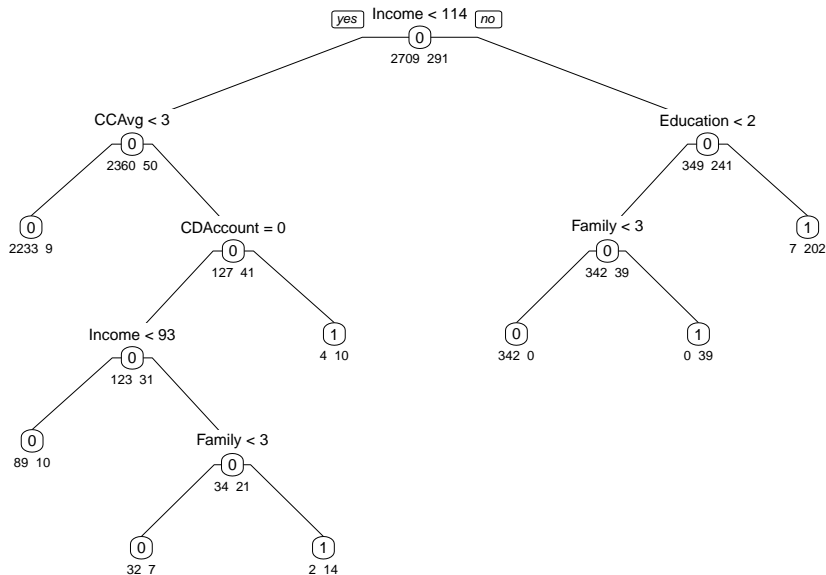 yes Income < 114 no
0
2709 291
CCAvg < 3 Education < 2
0 0
2360 50 349 241
0 CDAccount = 0 Family < 3 1
2233 9 0 0 7 202
127 41 342 39
Income < 93 1 0 1
0 4 10 342 0 0 39
123 31
0 Family < 3
89 10 0
34 21
0 1
32 7 2 14